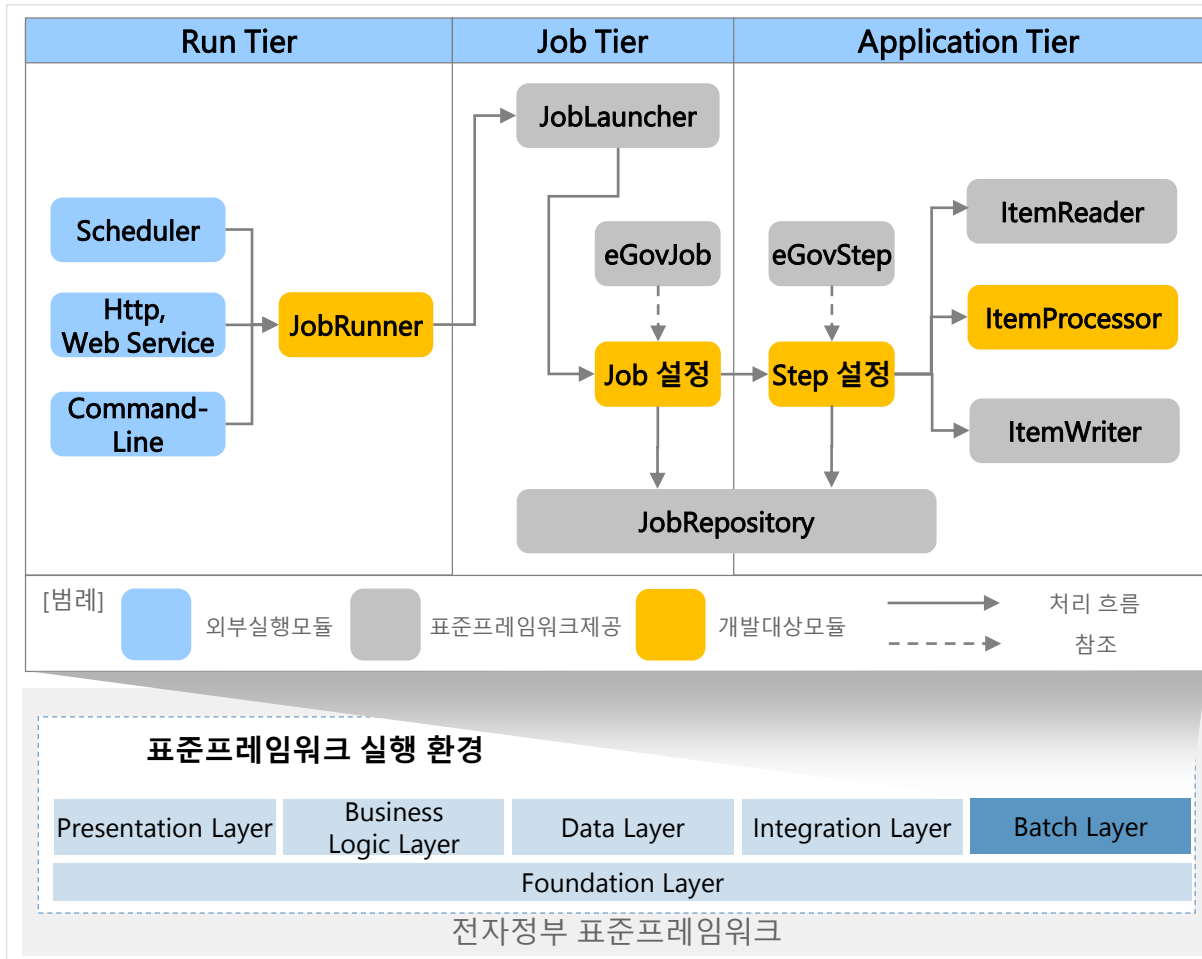 Run Tier
Job Tier
Application Tier
JobLauncher
Scheduler
eGovJob
eGovStep
ItemReader
Http,
Web Service
JobRunner
ItemProcessor
Job 설정
Step 설정
Command-
Line
ItemWriter
JobRepository
[범례]
외부실행모듈
표준프레임워크제공
개발대상모듈
처리 흐름
참조
표준프레임워크 실행 환경
Presentation Layer
Business
Logic Layer
Data Layer
Integration Layer
Batch Layer
Foundation Layer
전자정부 표준프레임워크